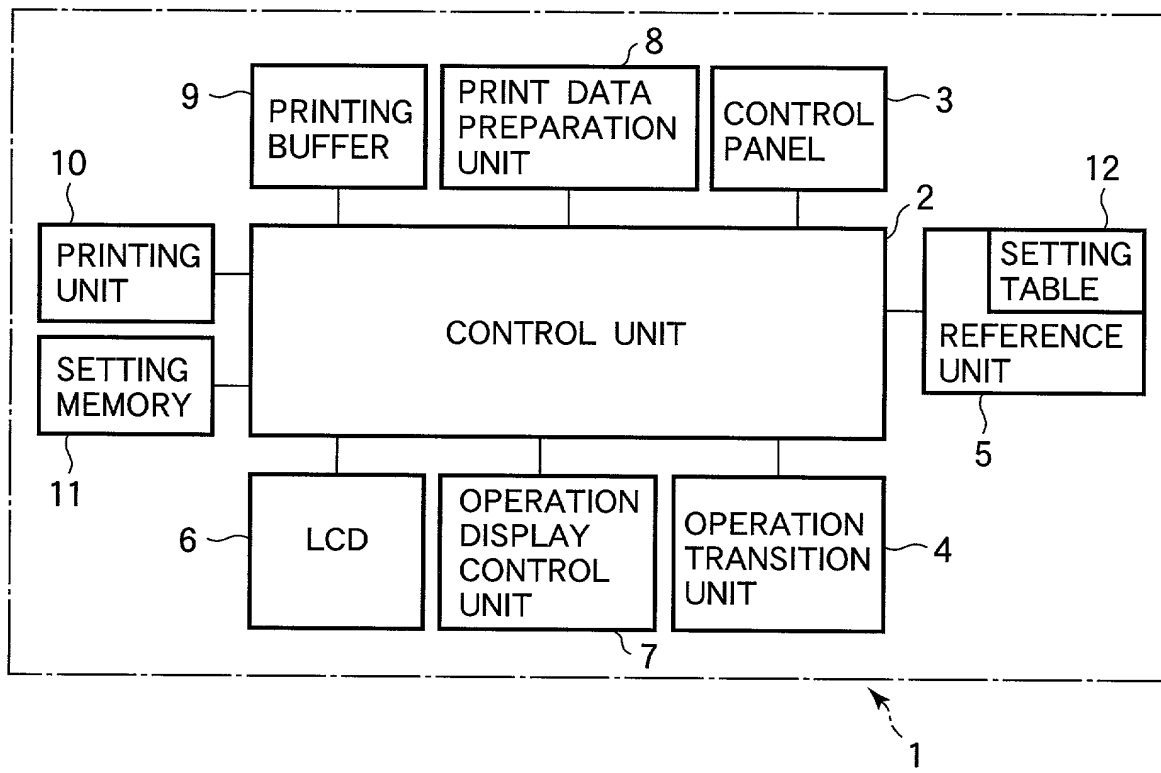 8
9
3
PRINTING
BUFFER
PRINT DATA
PREPARATION
UNIT
CONTROL
PANEL
10
2
12
PRINTING
UNIT
CONTROL UNIT
SETTING
TABLE
REFERENCE
UNIT
SETTING
MEMORY
11
5
6
LCD
OPERATION
DISPLAY
CONTROL
UNIT
OPERATION
TRANSITION
UNIT
4
7
1